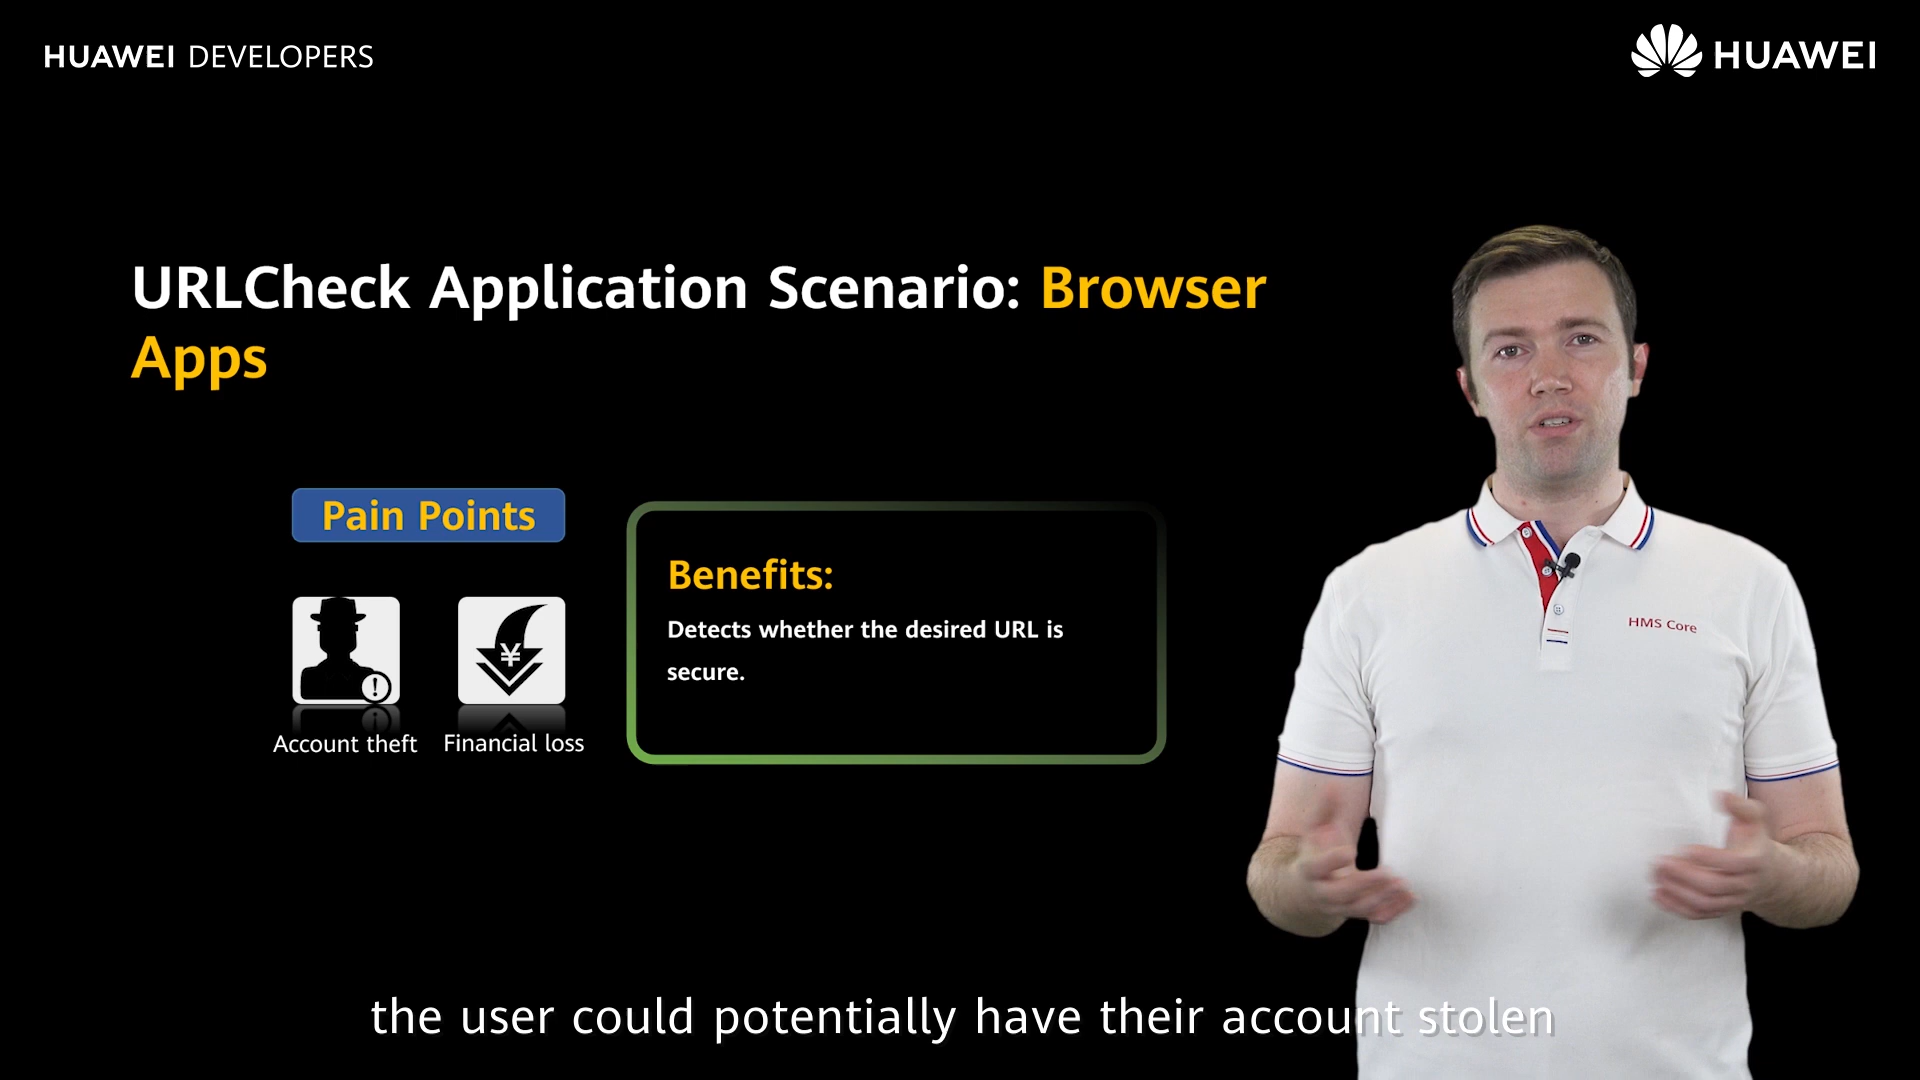 HUAWEI DEVELOPERS
HUAWEI
URLCheck Application Scenario: Browser
Apps
Pain Points
Benefits:
Detects whether the desired URL is
secure.
¥
!
Account theft
Financial loss
HMS Core
the user could potentially have their account stolen